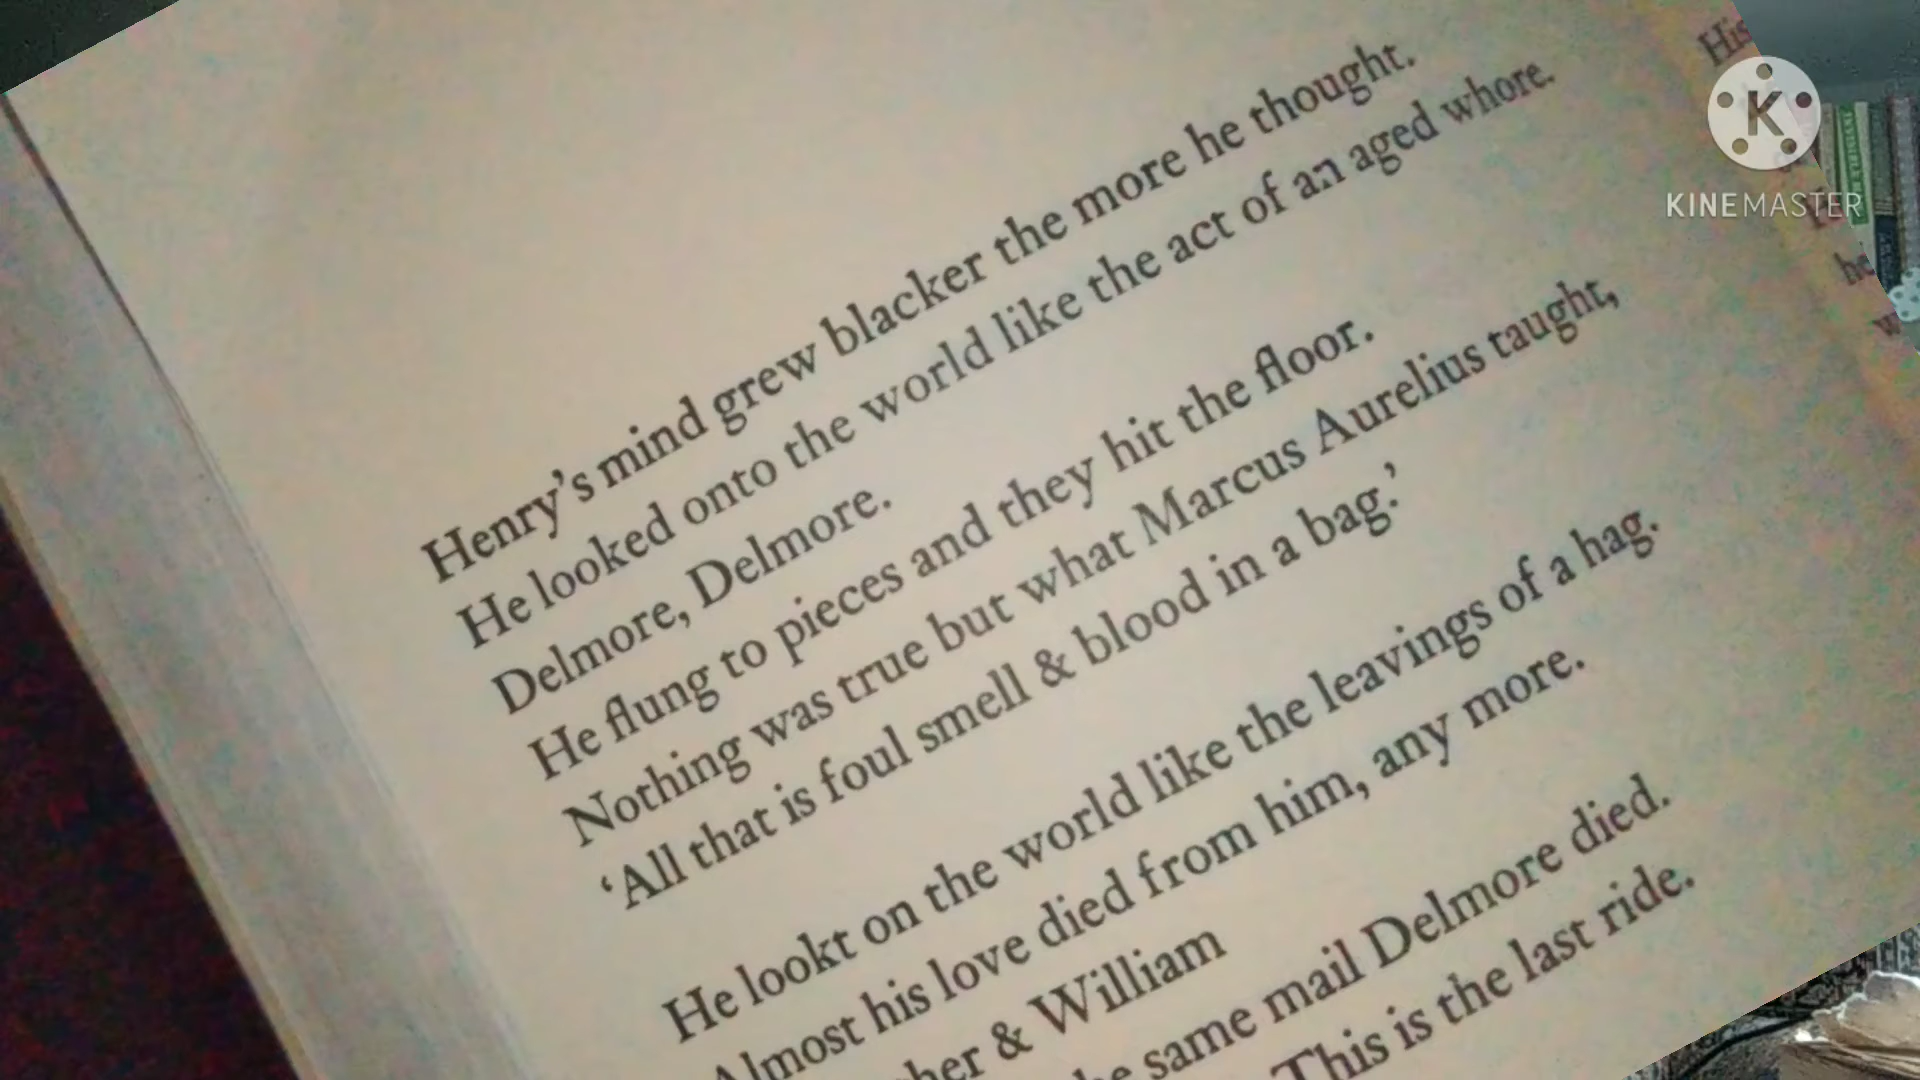 Henry's mind grew blacker the more he thought.
He looked onto the world like the act of an aged whore.
Delmore, Delmore.
He flung to pieces and they hit the floor.
Nothing was true but what Marcus Aurelius taught,
‘All that is foul smell & blood in a bag.’
He lookt on the world like the leavings of a hag.
Almost his love died from him, any more.
& William
same mail Delmore died.
This is the last ride.
His
he
K
KINEMASTER